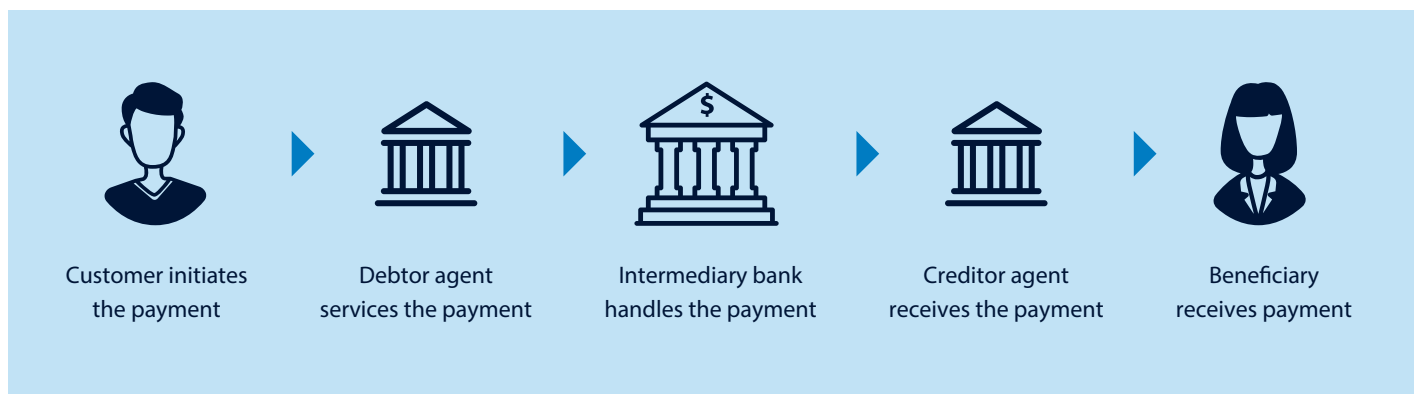 $
Customer initiates
the payment
Debtor agent
services the payment
Intermediary bank
handles the payment
Creditor agent
receives the payment
Beneficiary
receives payment